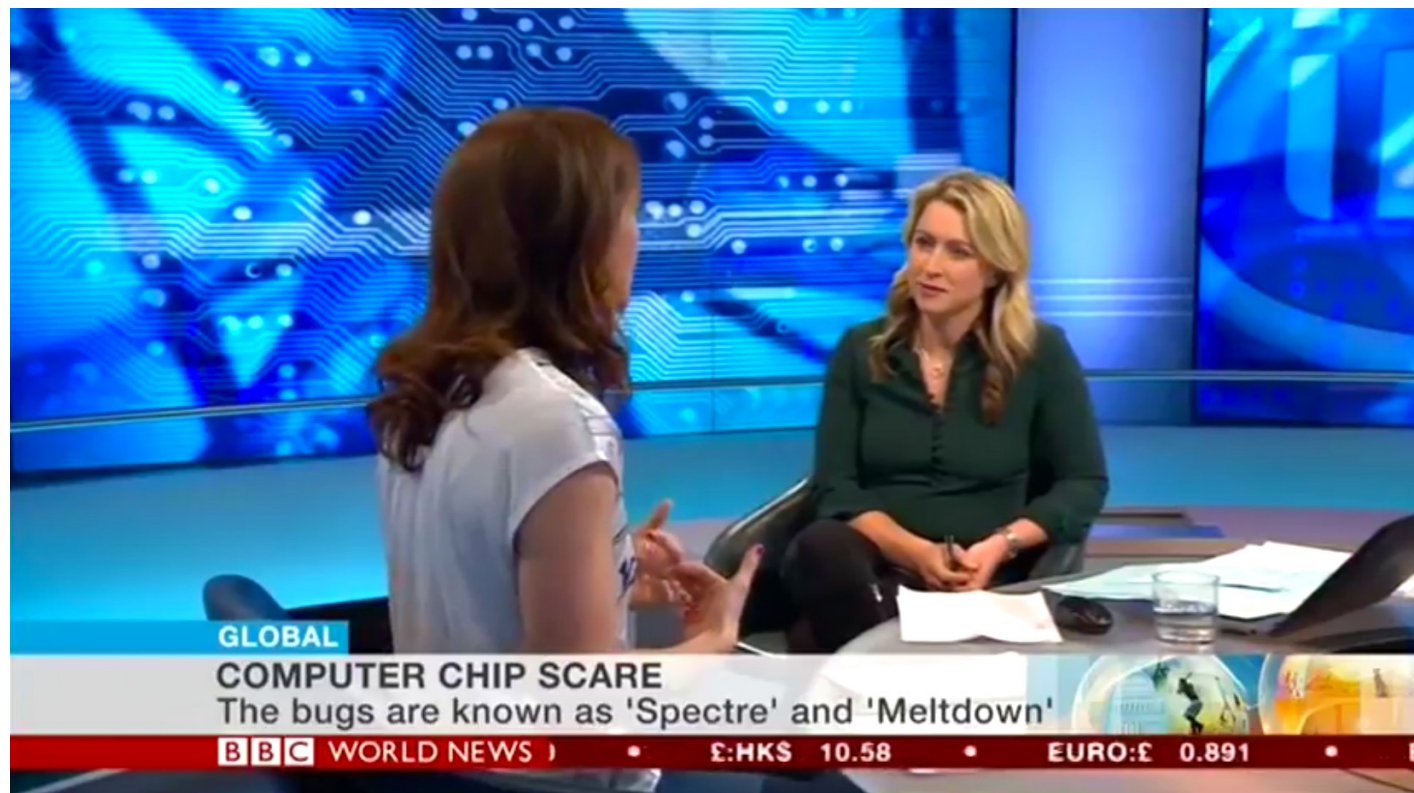 GLOBAL
COMPUTER CHIP SCARE
The bugs are known as 'Spectre' and 'Meltdown'
BBC WORLD NEWS
£:HK$ 10.58 • EURO:£ 0.891 •